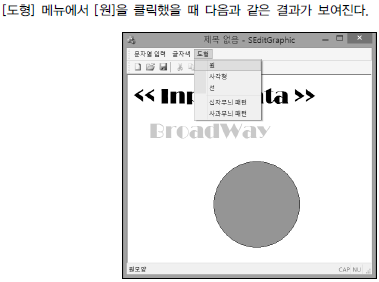 [도형] 메뉴에서 [원]을 클릭했을 때 다음과 같은 결과가 보여진다.
제목 없음 - SEditGraphic
문자열 입력 글자색 도형
원
사각형
선
십자무늬 패턴
사과무늬 패턴
<< Inp ata >>
BroadWay
원모양 CAP NU